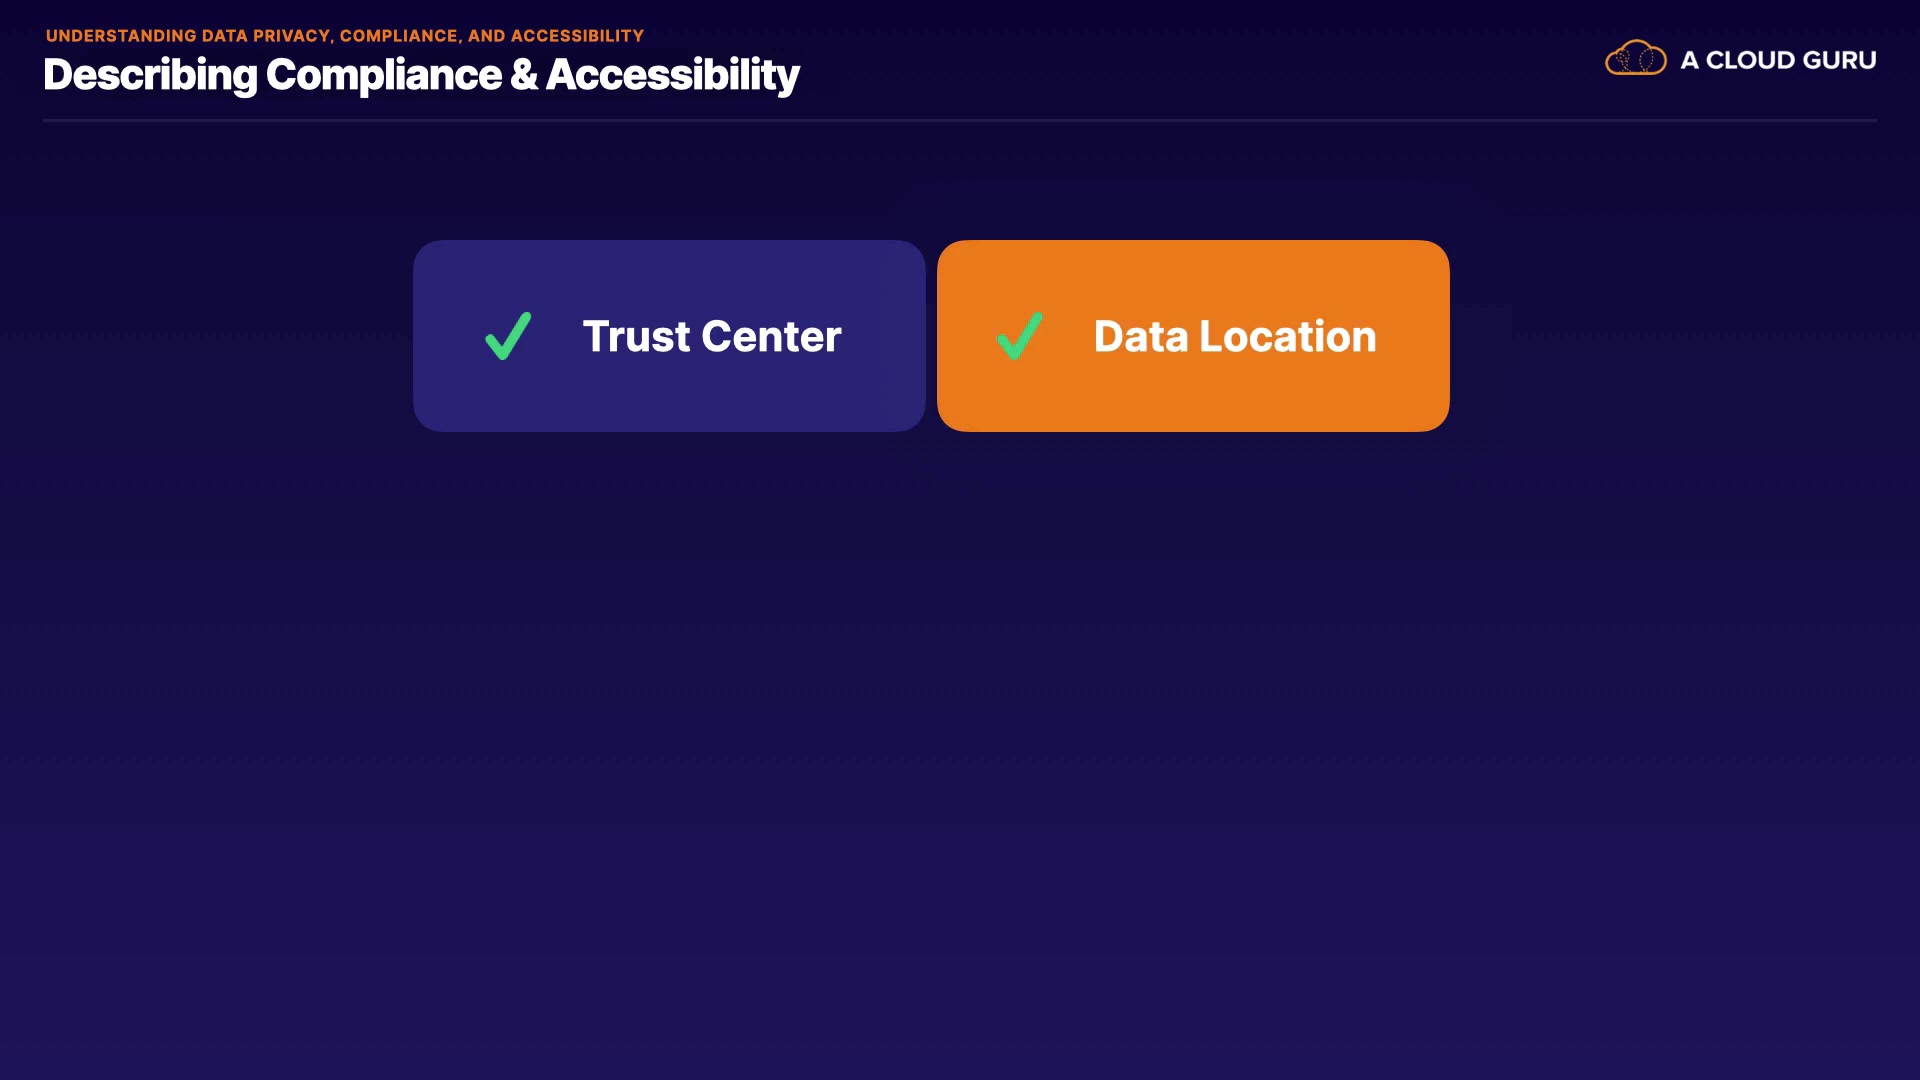 UNDERSTANDING DATA PRIVACY, COMPLIANCE, AND ACCESSIBILITY
Describing Compliance & Accessibility
A CLOUD GURU
Trust Center
Data Location